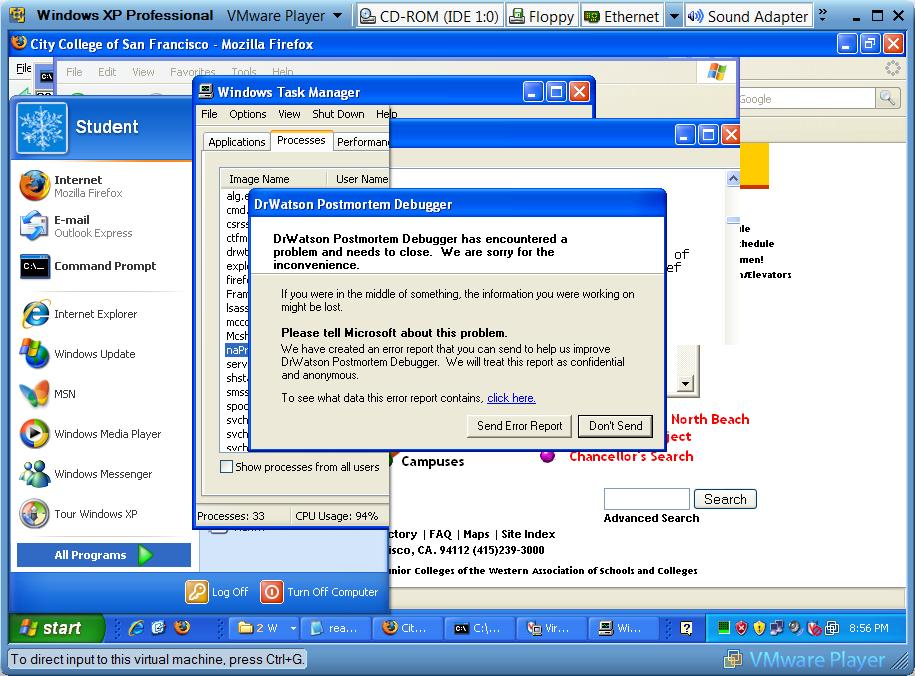 Windows XP Professional VMware Player CD-ROM (IDE 1:0) Floppy Ethernet Sound Adapter »
City College of San Francisco - Mozilla Firefox
File
File Edit View Favorites Tools Help
Google
Windows Task Manager
File Options View Shut Down Help
Applications Processes Performan
Image Name User Name
alg.e
cmd.
csrss
ctfm
drwt
explo
firefo
Fram
lsass
mcco
Mcsh
naPr
serv
shst
smss
spoc
svch
svch
svch
Show processes from all users
Processes: 33 CPU Usage: 94%
Student
Internet
Mozilla Firefox
E-mail
Outlook Express
Command Prompt
Internet Explorer
Windows Update
MSN
Windows Media Player
Windows Messenger
Tour Windows XP
All Programs
Log Off Turn Off Computer
DrWatson Postmortem Debugger
DrWatson Postmortem Debugger has encountered a
problem and needs to close. We are sorry for the
inconvenience.
If you were in the middle of something, the information you were working on
might be lost.
Please tell Microsoft about this problem.
We have created an error report that you can send to help us improve
DrWatson Postmortem Debugger. We will treat this report as confidential
and anonymous.
To see what data this error report contains, click here.
Send Error Report Don't Send
of
ef
le
hedule
men!
/Elevators
North Beach
ject
Campuses
Chancellor's Search
Search
Advanced Search
ctory | FAQ | Maps | Site Index
isco, CA. 94112 (415)239-3000
nior Colleges of the Western Association of Schools and Colleges
start 2 W rea... Cit... C:\... Vir... Wi... 8:56 PM
To direct input to this virtual machine, press Ctrl+G.
VMware Player